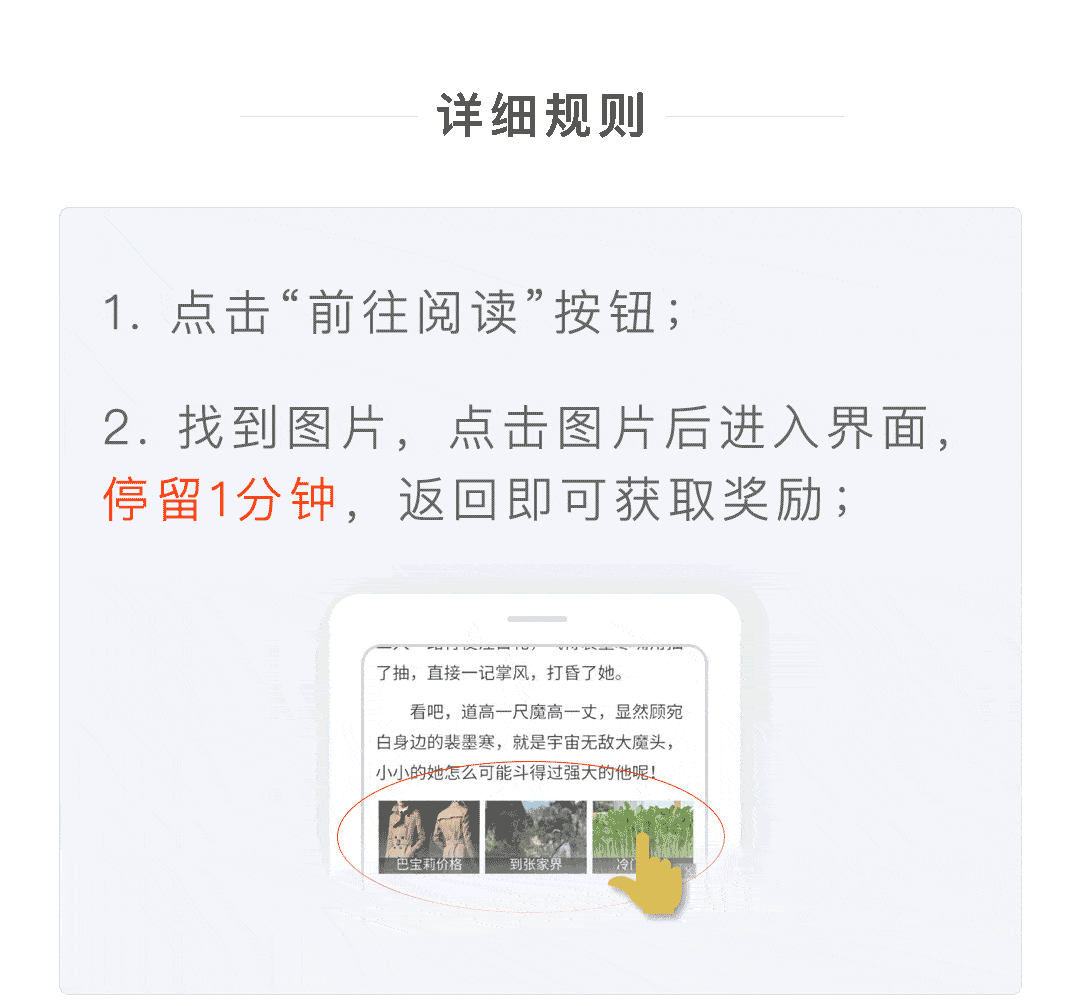 详细规则
1. 点击“前往阅读”按钮；
2. 找到图片，点击图片后进入界面，
停留1分钟，返回即可获取奖励；
了抽，直接一记掌风，打昏了她。
看吧，道高一尺魔高一丈，显然顾宛
白身边的裴墨寒，就是宇宙无敌大魔头，
小小的她怎么可能斗得过强大的他呢！
巴宝莉价格
到张家界
冷门